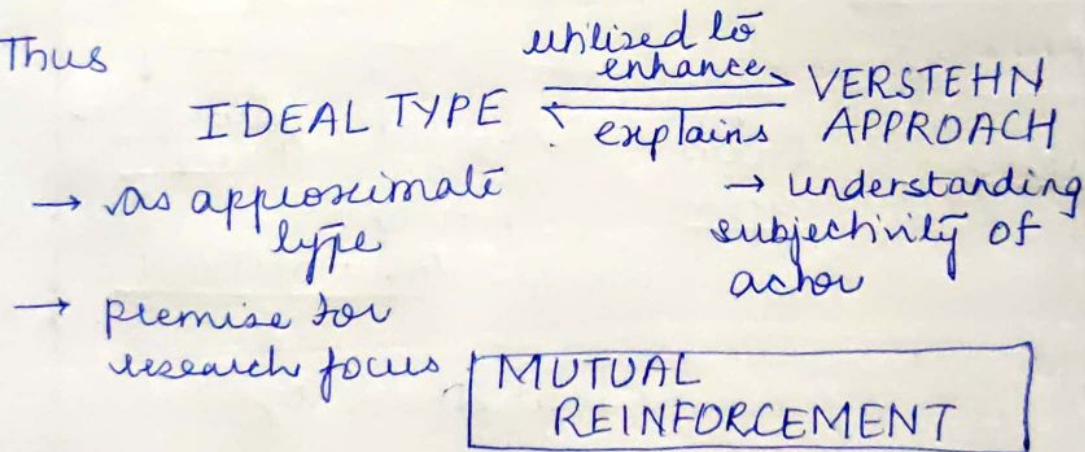 Thus
utilized to
enhance
IDEAL TYPE
explains
VERSTEHN
APPROACH
→ as approximate
type
→ premise for
research focus
→ understanding
subjectivity of
actor
MUTUAL
REINFORCEMENT